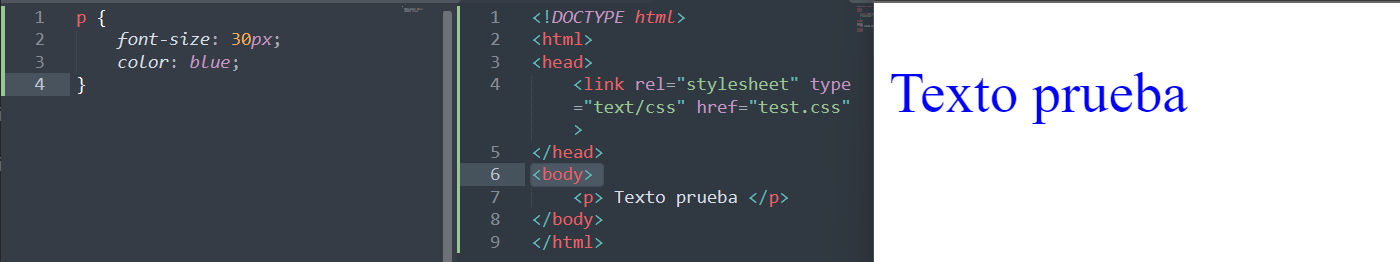 1 p {
2 font-size: 30px;
3 color: blue;
4 }
1 <!DOCTYPE html>
2 <html>
3 <head>
4 <link rel="stylesheet" type
="text/css" href="test.css"
>
5 </head>
6 <body>
7 <p> Texto prueba </p>
8 </body>
9 </html>
Texto prueba